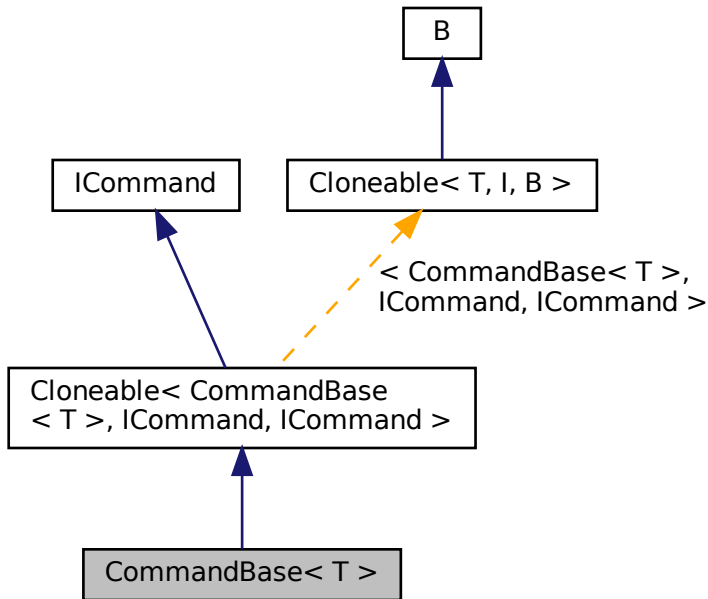 B
ICommand
Cloneable< T, I, B >
< CommandBase< T >,
ICommand, ICommand >
Cloneable< CommandBase
< T >, ICommand, ICommand >
CommandBase< T >